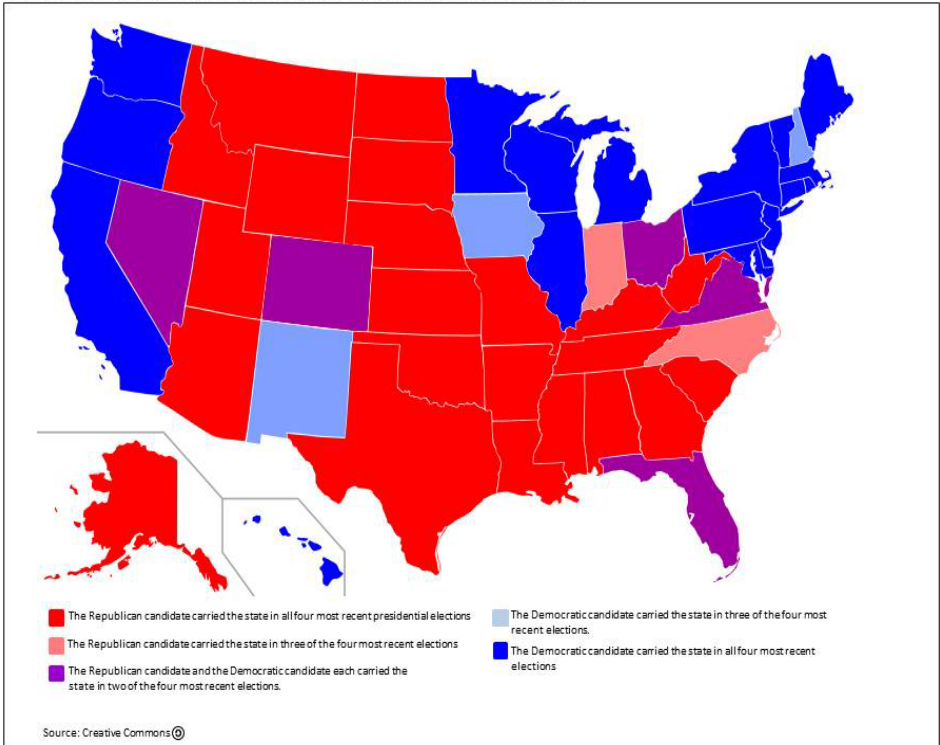 The Republican candidate carried the state in all four most recent presidential elections
The Republican candidate carried the state in three of the four most recent elections
The Republican candidate and the Democratic candidate each carried the
state in two of the four most recent elections.
The Democratic candidate carried the state in three of the four most
recent elections.
The Democratic candidate carried the state in all four most recent
elections
Source: Creative Commons